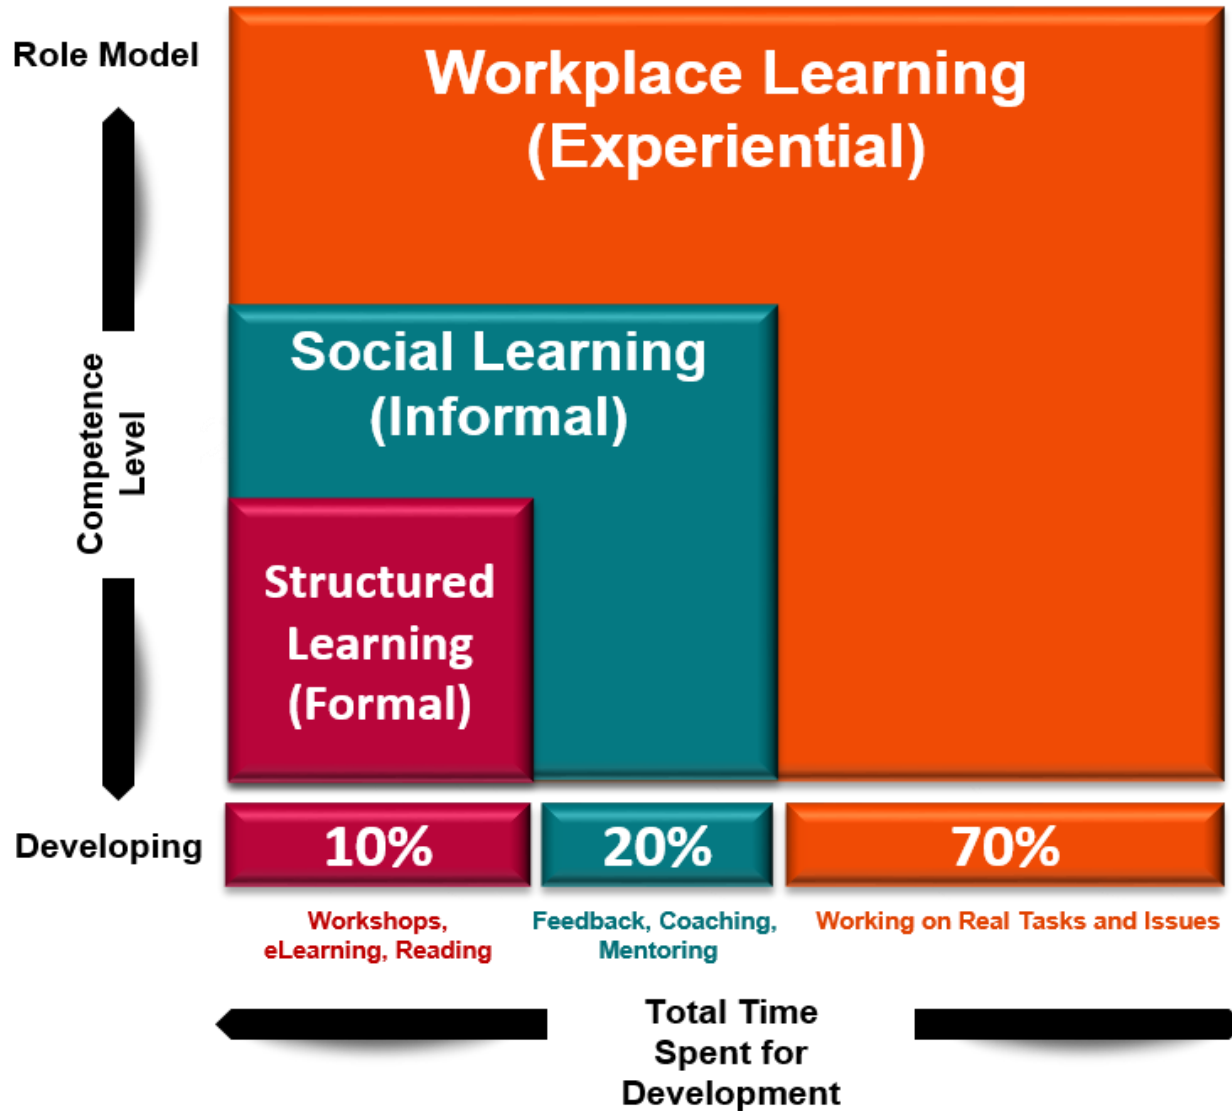 Role Model
Workplace Learning
(Experiential)
Social Learning
(Informal)
Competence
Level
Structured
Learning
(Formal)
Developing
10%
20%
70%
Workshops,
eLearning, Reading
Feedback, Coaching,
Mentoring
Working on Real Tasks and Issues
Total Time
Spent for
Development